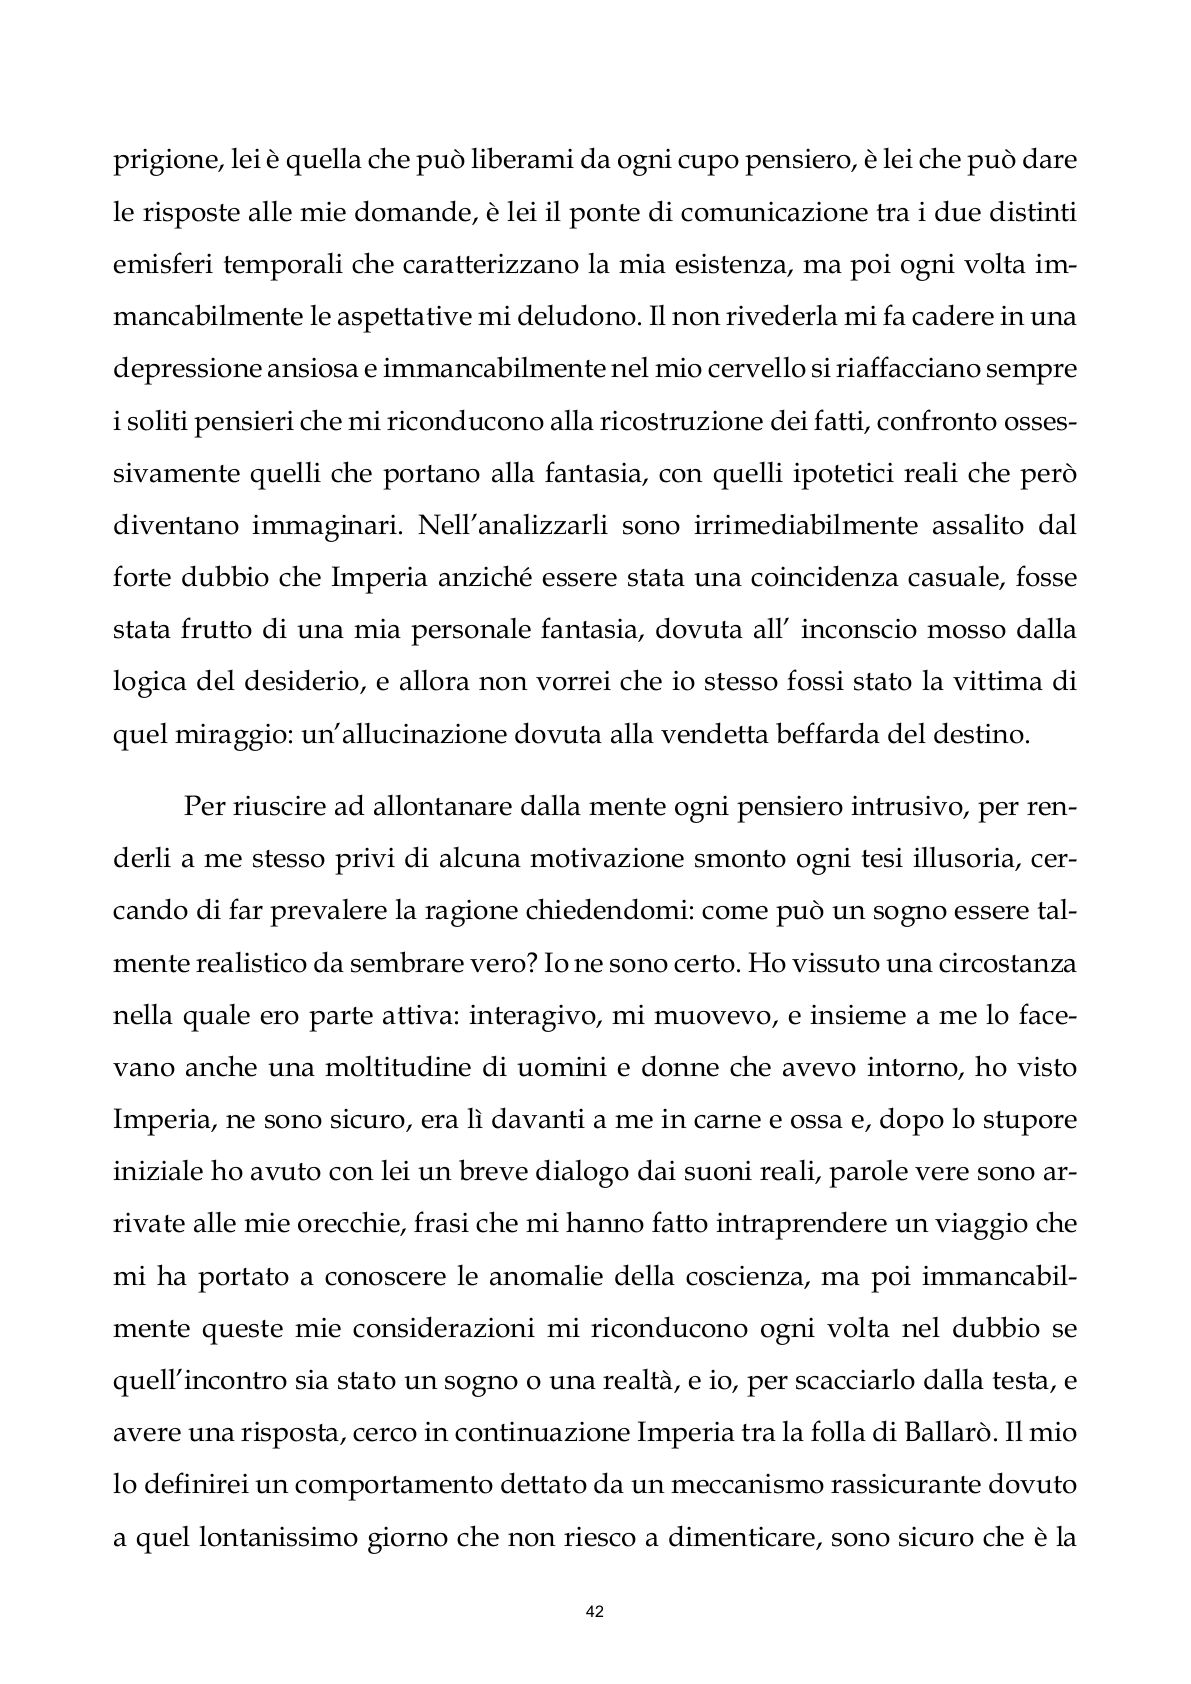 prigione, lei è quella che può liberami da ogni cupo pensiero, è lei che può dare
le risposte alle mie domande, è lei il ponte di comunicazione tra i due distinti
emisferi temporali che caratterizzano la mia esistenza, ma poi ogni volta im-
mancabilmente le aspettative mi deludono. Il non rivederla mi fa cadere in una
depressione ansiosa e immancabilmente nel mio cervello si riaffacciano sempre
i soliti pensieri che mi riconducono alla ricostruzione dei fatti, confronto osses-
sivamente quelli che portano alla fantasia, con quelli ipotetici reali che però
diventano immaginari. Nell’analizzarli sono irrimediabilmente assalito dal
forte dubbio che Imperia anziché essere stata una coincidenza casuale, fosse
stata frutto di una mia personale fantasia, dovuta all’ inconscio mosso dalla
logica del desiderio, e allora non vorrei che io stesso fossi stato la vittima di
quel miraggio: un’allucinazione dovuta alla vendetta beffarda del destino.
Per riuscire ad allontanare dalla mente ogni pensiero intrusivo, per ren-
derli a me stesso privi di alcuna motivazione smonto ogni tesi illusoria, cer-
cando di far prevalere la ragione chiedendomi: come può un sogno essere tal-
mente realistico da sembrare vero? Io ne sono certo. Ho vissuto una circostanza
nella quale ero parte attiva: interagivo, mi muovevo, e insieme a me lo face-
vano anche una moltitudine di uomini e donne che avevo intorno, ho visto
Imperia, ne sono sicuro, era lì davanti a me in carne e ossa e, dopo lo stupore
iniziale ho avuto con lei un breve dialogo dai suoni reali, parole vere sono ar-
rivate alle mie orecchie, frasi che mi hanno fatto intraprendere un viaggio che
mi ha portato a conoscere le anomalie della coscienza, ma poi immancabil-
mente queste mie considerazioni mi riconducono ogni volta nel dubbio se
quell’incontro sia stato un sogno o una realtà, e io, per scacciarlo dalla testa, e
avere una risposta, cerco in continuazione Imperia tra la folla di Ballarò. Il mio
lo definirei un comportamento dettato da un meccanismo rassicurante dovuto
a quel lontanissimo giorno che non riesco a dimenticare, sono sicuro che è la
42